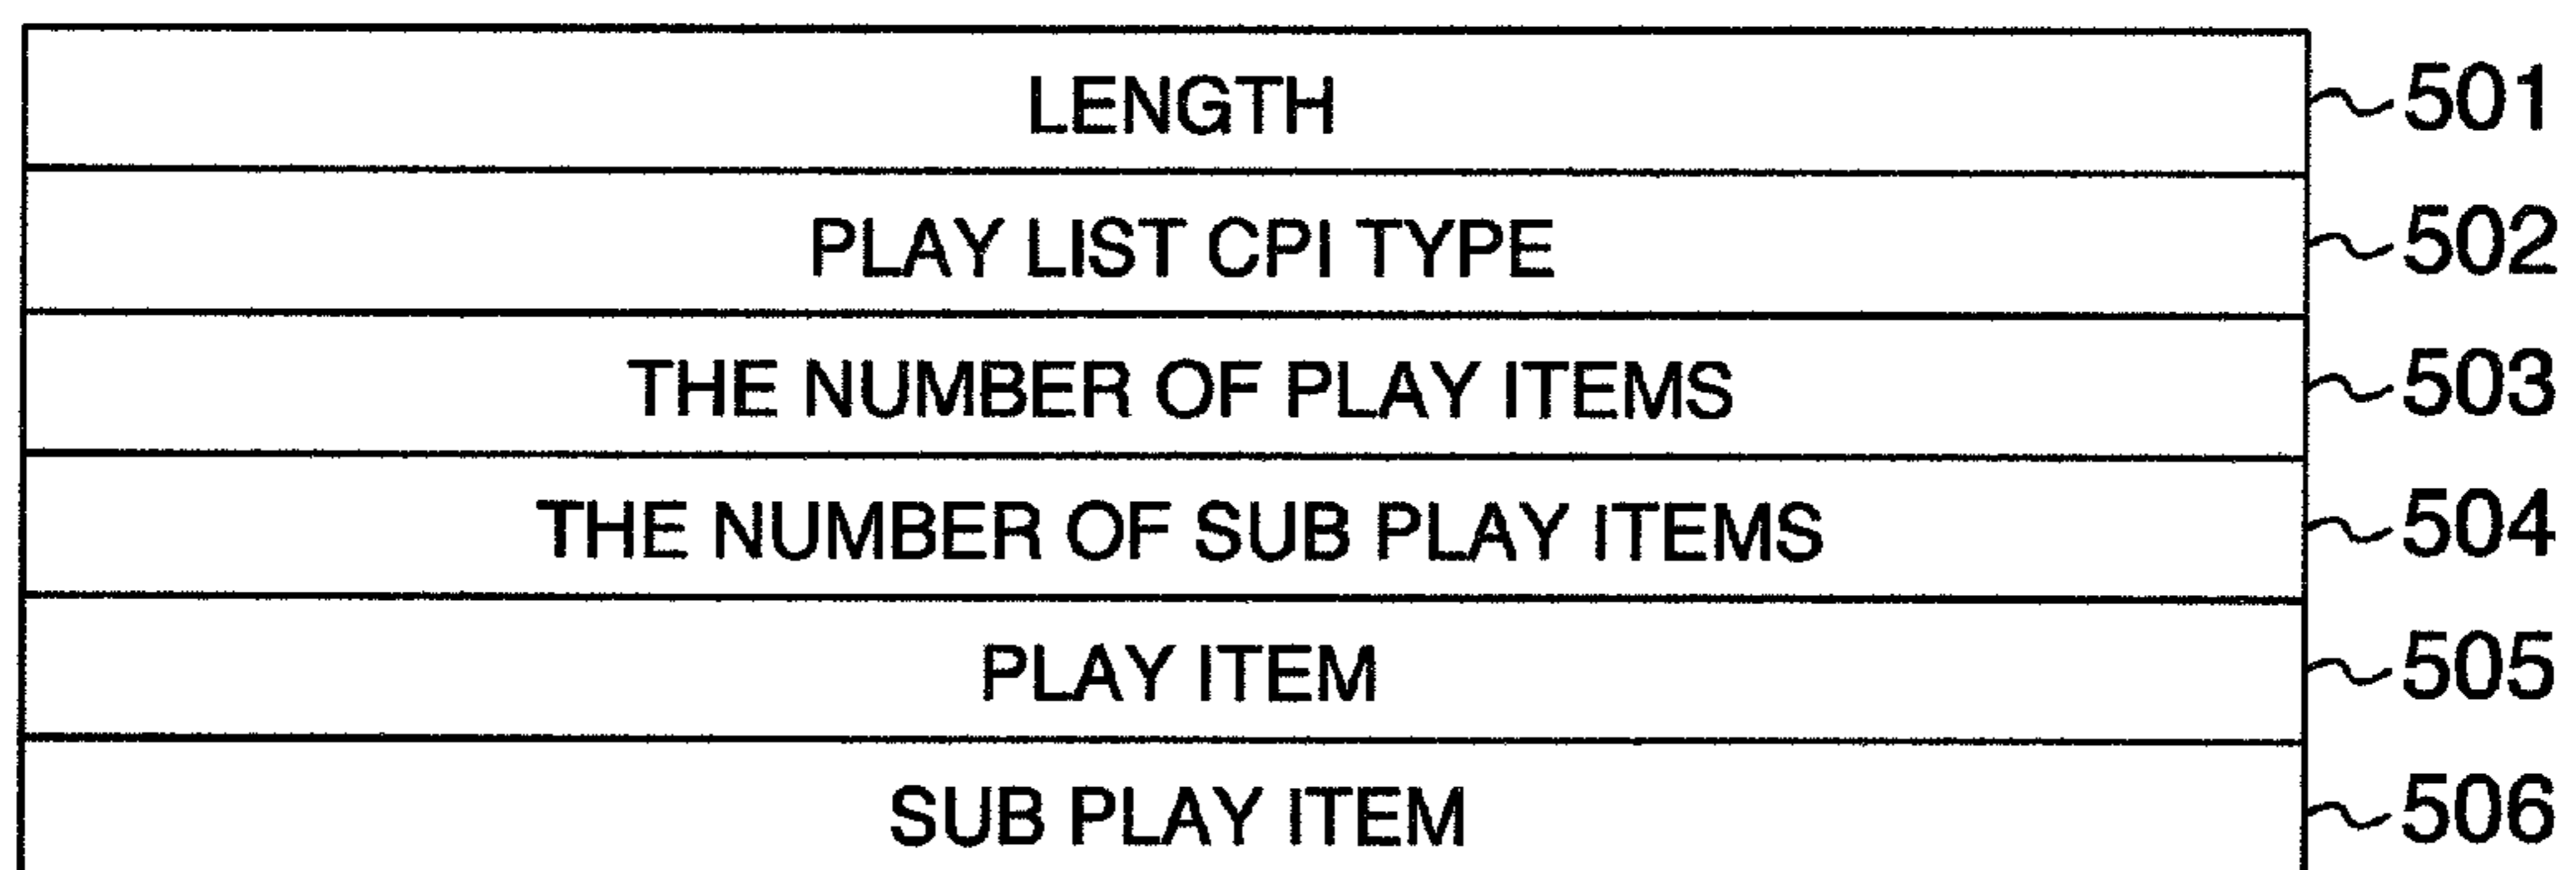 LENGTH 501
PLAY LIST CPI TYPE 502
THE NUMBER OF PLAY ITEMS 503
THE NUMBER OF SUB PLAY ITEMS 504
PLAY ITEM 505
SUB PLAY ITEM 506